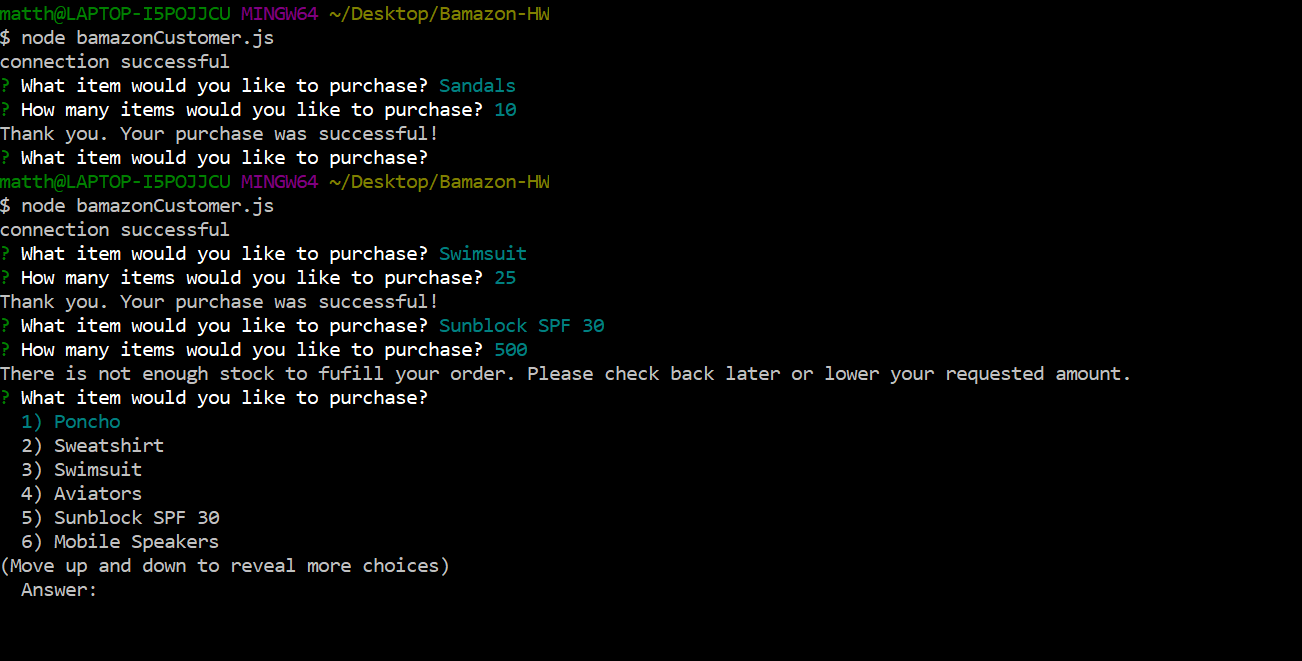 matth@LAPTOP-I5POJJCU MINGW64 ~/Desktop/Bamazon-HW
$ node bamazonCustomer.js
connection successful
? What item would you like to purchase? Sandals
? How many items would you like to purchase? 10
Thank you. Your purchase was successful!
? What item would you like to purchase?
matth@LAPTOP-I5POJJCU MINGW64 ~/Desktop/Bamazon-HW
$ node bamazonCustomer.js
connection successful
? What item would you like to purchase? Swimsuit
? How many items would you like to purchase? 25
Thank you. Your purchase was successful!
? What item would you like to purchase? Sunblock SPF 30
? How many items would you like to purchase? 500
There is not enough stock to fufill your order. Please check back later or lower your requested amount.
? What item would you like to purchase?
1) Poncho
2) Sweatshirt
3) Swimsuit
4) Aviators
5) Sunblock SPF 30
6) Mobile Speakers
(Move up and down to reveal more choices)
Answer: